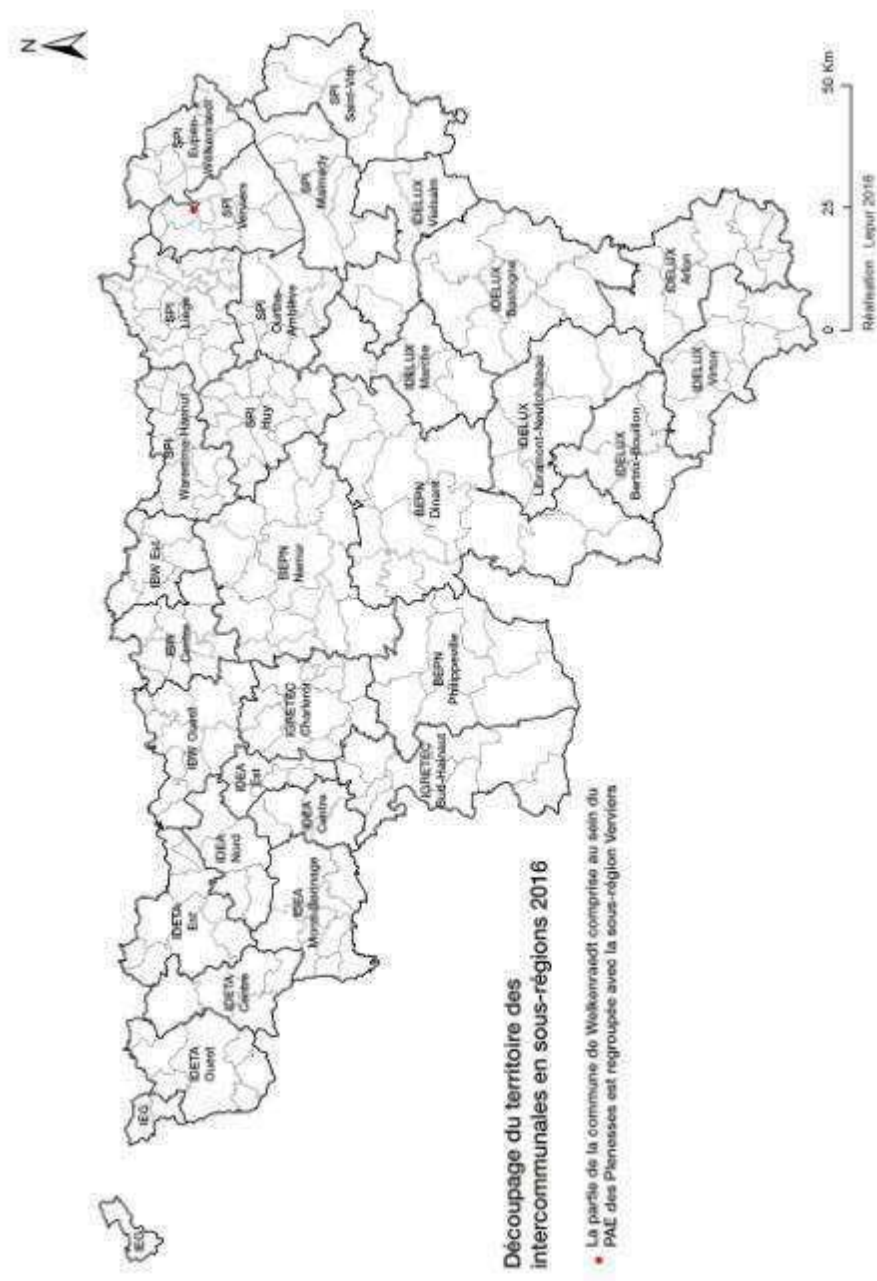 N
IEG
IEG
IDETA
Ouest
IDETA
Centre
IDETA
Est
IDEA
Nord
IDEA
Mons-Borinage
IDEA
Centre
IDEA
Est
IBW Ouest
IBW
Centre
IBW Est
IGRETEC
Charleroi
IGRETEC
Sud-Hainaut
BEPN
Namur
BEPN
Philippeville
BEPN
Dinant
SPI
Waremme-Hannut
SPI
Huy
SPI
Liège
SPI
Ourthe-
Amblève
SPI
Verviers
SPI
Eupen-
Welkenraedt
SPI
Malmedy
SPI
Saint-Vith
IDELUX
Vielsalm
IDELUX
Marche
IDELUX
Bastogne
IDELUX
Libramont-Neufchâteau
IDELUX
Bertrix-Bouillon
IDELUX
Arlon
IDELUX
Virton
Découpage du territoire des
intercommunales en sous-régions 2016
La partie de la commune de Welkenraedt comprise au sein du
PAE des Plenesses est regroupée avec la sous-région Verviers
0 25 50 Km
Réalisation Lepur 2016